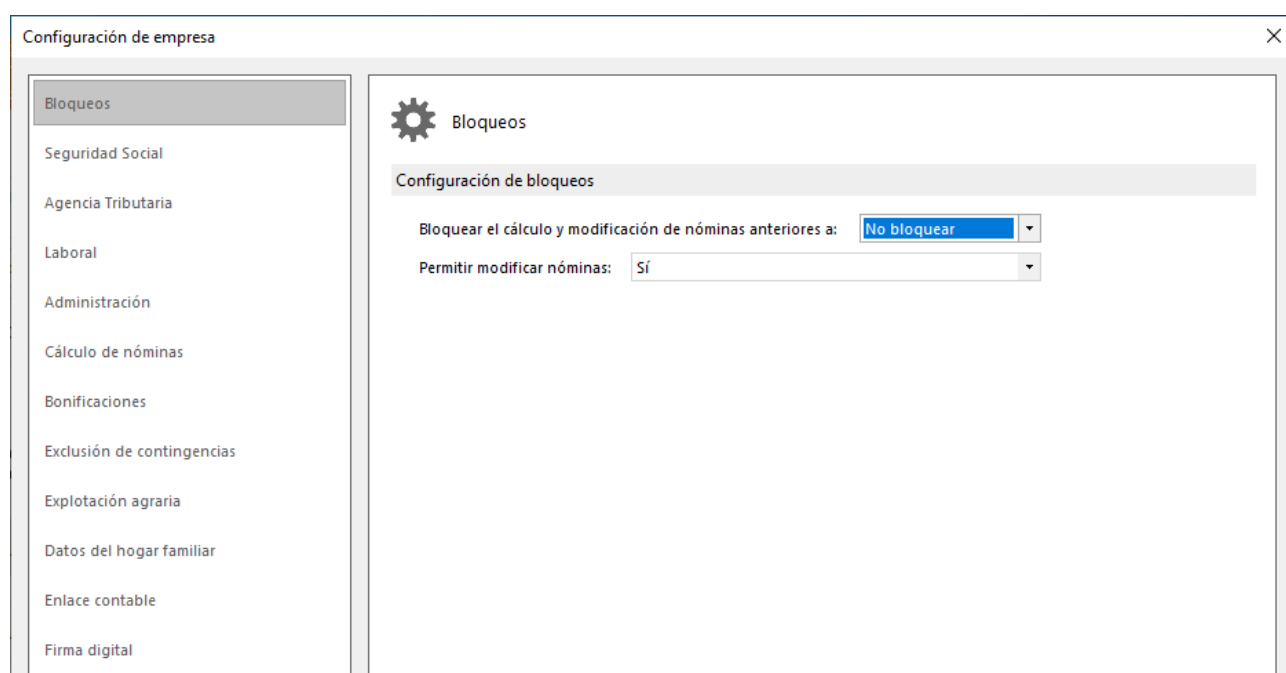 Configuración de empresa
Bloqueos
Seguridad Social
Agencia Tributaria
Laboral
Administración
Cálculo de nóminas
Bonificaciones
Exclusión de contingencias
Explotación agraria
Datos del hogar familiar
Enlace contable
Firma digital
Bloqueos
Configuración de bloqueos
Bloquear el cálculo y modificación de nóminas anteriores a: No bloquear
Permitir modificar nóminas: Sí